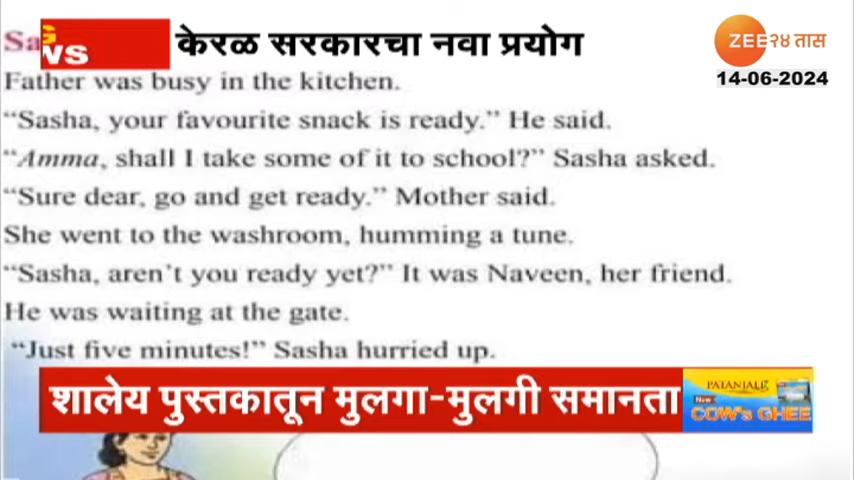 केरळ सरकारचा नवा प्रयोग
ZEE२४ तास
14-06-2024
Father was busy in the kitchen.
“Sasha, your favourite snack is ready.” He said.
“Amma, shall I take some of it to school?” Sasha asked.
“Sure dear, go and get ready.” Mother said.
She went to the washroom, humming a tune.
“Sasha, aren’t you ready yet?” It was Naveen, her friend.
He was waiting at the gate.
“Just five minutes!” Sasha hurried up.
शालेय पुस्तकातून मुलगा-मुलगी समानता
PATANJALI
New
COW's GHEE